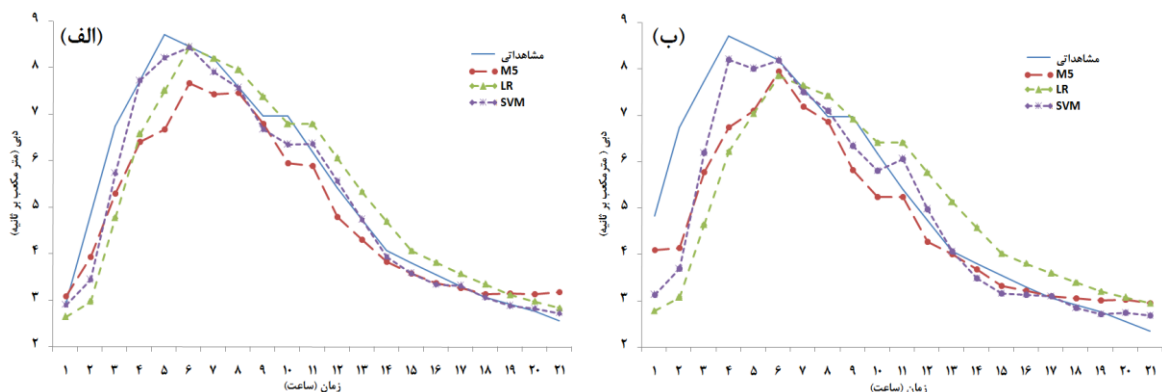 (الف)
دبی (متر مکعب بر ثانیه)
۹
۸
۷
۶
۵
۴
۳
۲
مشاهداتی
M5
LR
SVM
۱ ۲ ۳ ۴ ۵ ۶ ۷ ۸ ۹ ۱۰ ۱۱ ۱۲ ۱۳ ۱۴ ۱۵ ۱۶ ۱۷ ۱۸ ۱۹ ۲۰ ۲۱
زمان (ساعت)
(ب)
دبی ( متر مکعب بر ثانیه)
۹
۸
۷
۶
۵
۴
۳
۲
مشاهداتی
M5
LR
SVM
۱ ۲ ۳ ۴ ۵ ۶ ۷ ۸ ۹ ۱۰ ۱۱ ۱۲ ۱۳ ۱۴ ۱۵ ۱۶ ۱۷ ۱۸ ۱۹ ۲۰ ۲۱
زمان (ساعت)